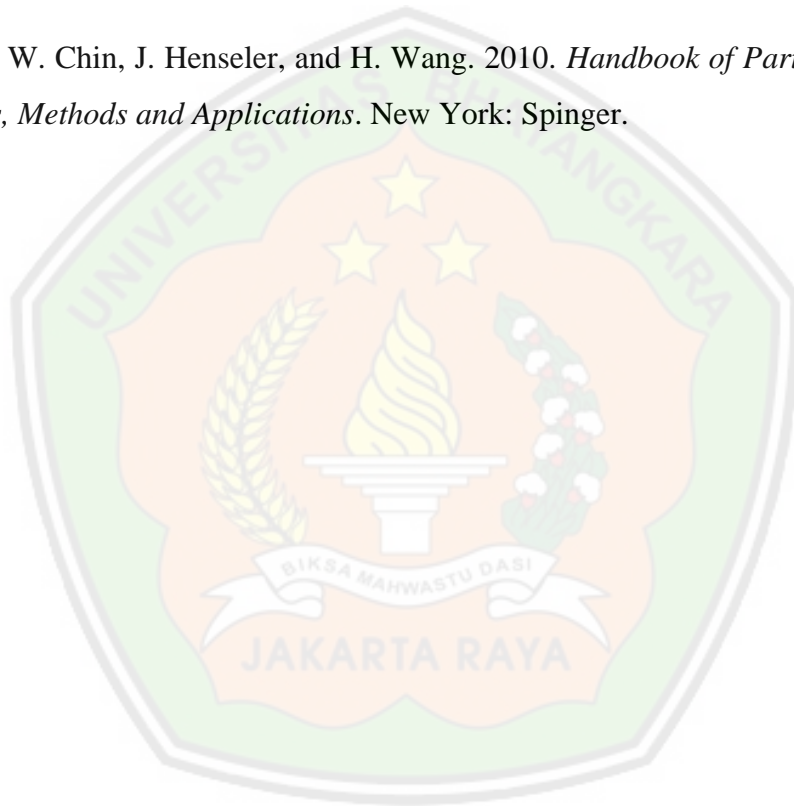 W. Chin, J. Henseler, and H. Wang. 2010. Handbook of Part
, Methods and Applications. New York: Spinger.
UNIVERSITAS BHAYANGKARA
BIKSA MAHWASTU DASI
JAKARTA RAYA